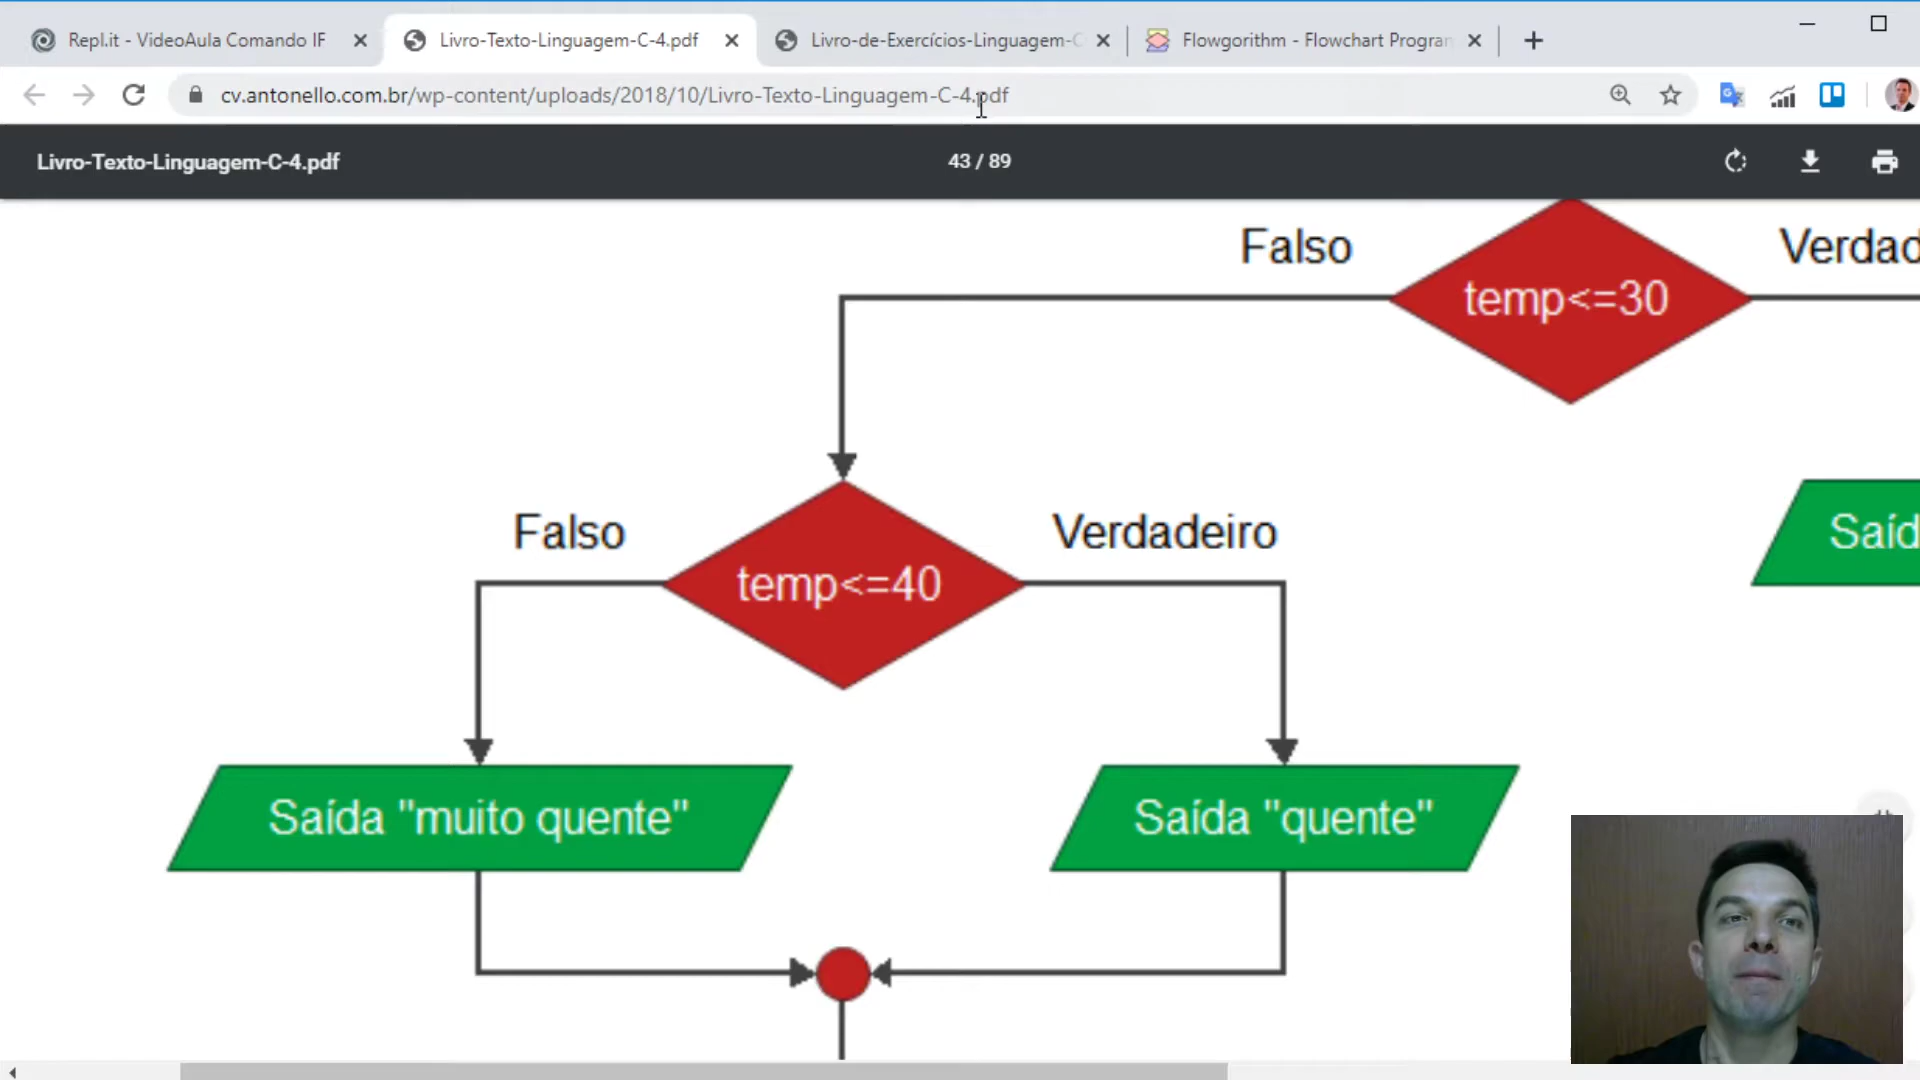 Repl.it - VideoAula Comando IF
Livro-Texto-Linguagem-C-4.pdf
Livro-de-Exercícios-Linguagem-C
Flowgorithm - Flowchart Progran
cv.antonello.com.br/wp-content/uploads/2018/10/Livro-Texto-Linguagem-C-4.pdf
Livro-Texto-Linguagem-C-4.pdf
43 / 89
Falso
temp<=30
Verdad
Falso
temp<=40
Verdadeiro
Saíd
Saída "muito quente"
Saída "quente"